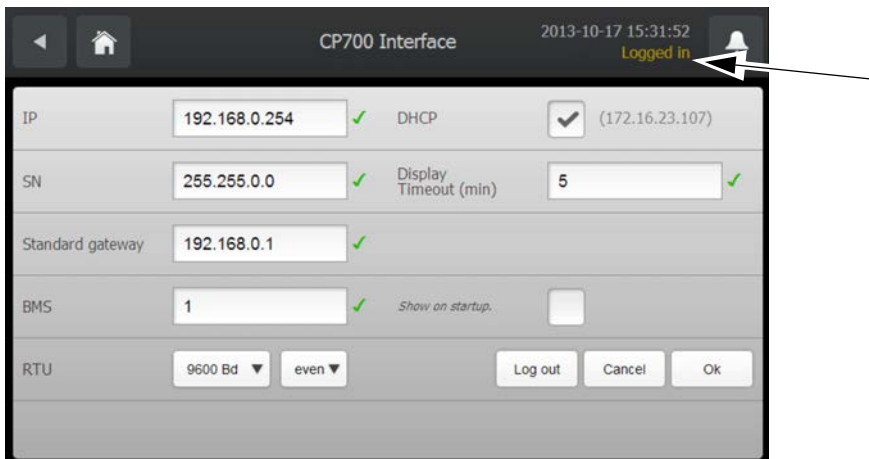 CP700 Interface
2013-10-17 15:31:52
Logged in
IP
192.168.0.254
DHCP
(172.16.23.107)
SN
255.255.0.0
Display
Timeout (min)
5
Standard gateway
192.168.0.1
BMS
1
Show on startup.
RTU
9600 Bd
even
Log out
Cancel
Ok